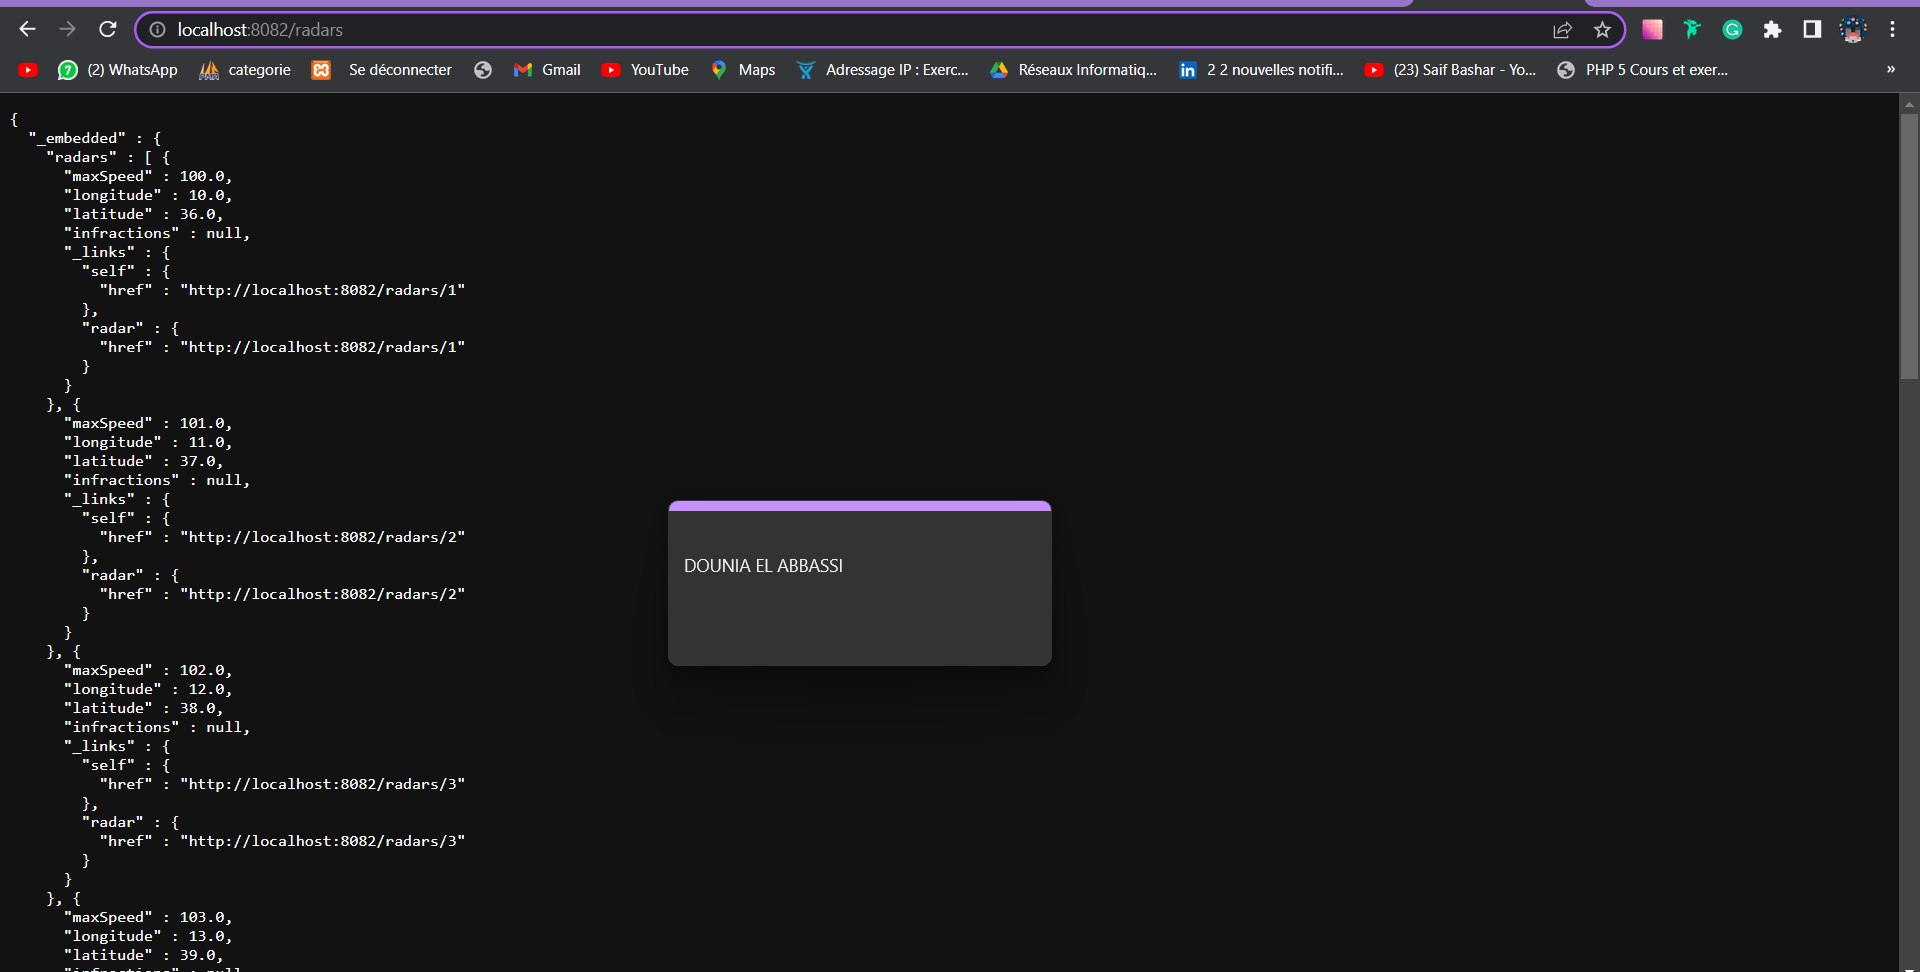 localhost:8082/radars
(2) WhatsApp
categorie
Se déconnecter
Gmail
YouTube
Maps
Adressage IP : Exerc...
Réseaux Informatiq...
2 2 nouvelles notifi...
(23) Saif Bashar - Yo...
PHP 5 Cours et exer...
»
{
"_embedded" : {
"radars" : [ {
"maxSpeed" : 100.0,
"longitude" : 10.0,
"latitude" : 36.0,
"infractions" : null,
"_links" : {
"self" : {
"href" : "http://localhost:8082/radars/1"
},
"radar" : {
"href" : "http://localhost:8082/radars/1"
}
}
}, {
"maxSpeed" : 101.0,
"longitude" : 11.0,
"latitude" : 37.0,
"infractions" : null,
"_links" : {
"self" : {
"href" : "http://localhost:8082/radars/2"
},
"radar" : {
"href" : "http://localhost:8082/radars/2"
}
}
}, {
"maxSpeed" : 102.0,
"longitude" : 12.0,
"latitude" : 38.0,
"infractions" : null,
"_links" : {
"self" : {
"href" : "http://localhost:8082/radars/3"
},
"radar" : {
"href" : "http://localhost:8082/radars/3"
}
}
}, {
"maxSpeed" : 103.0,
"longitude" : 13.0,
"latitude" : 39.0,
"infractions" : null
DOUNIA EL ABBASSI